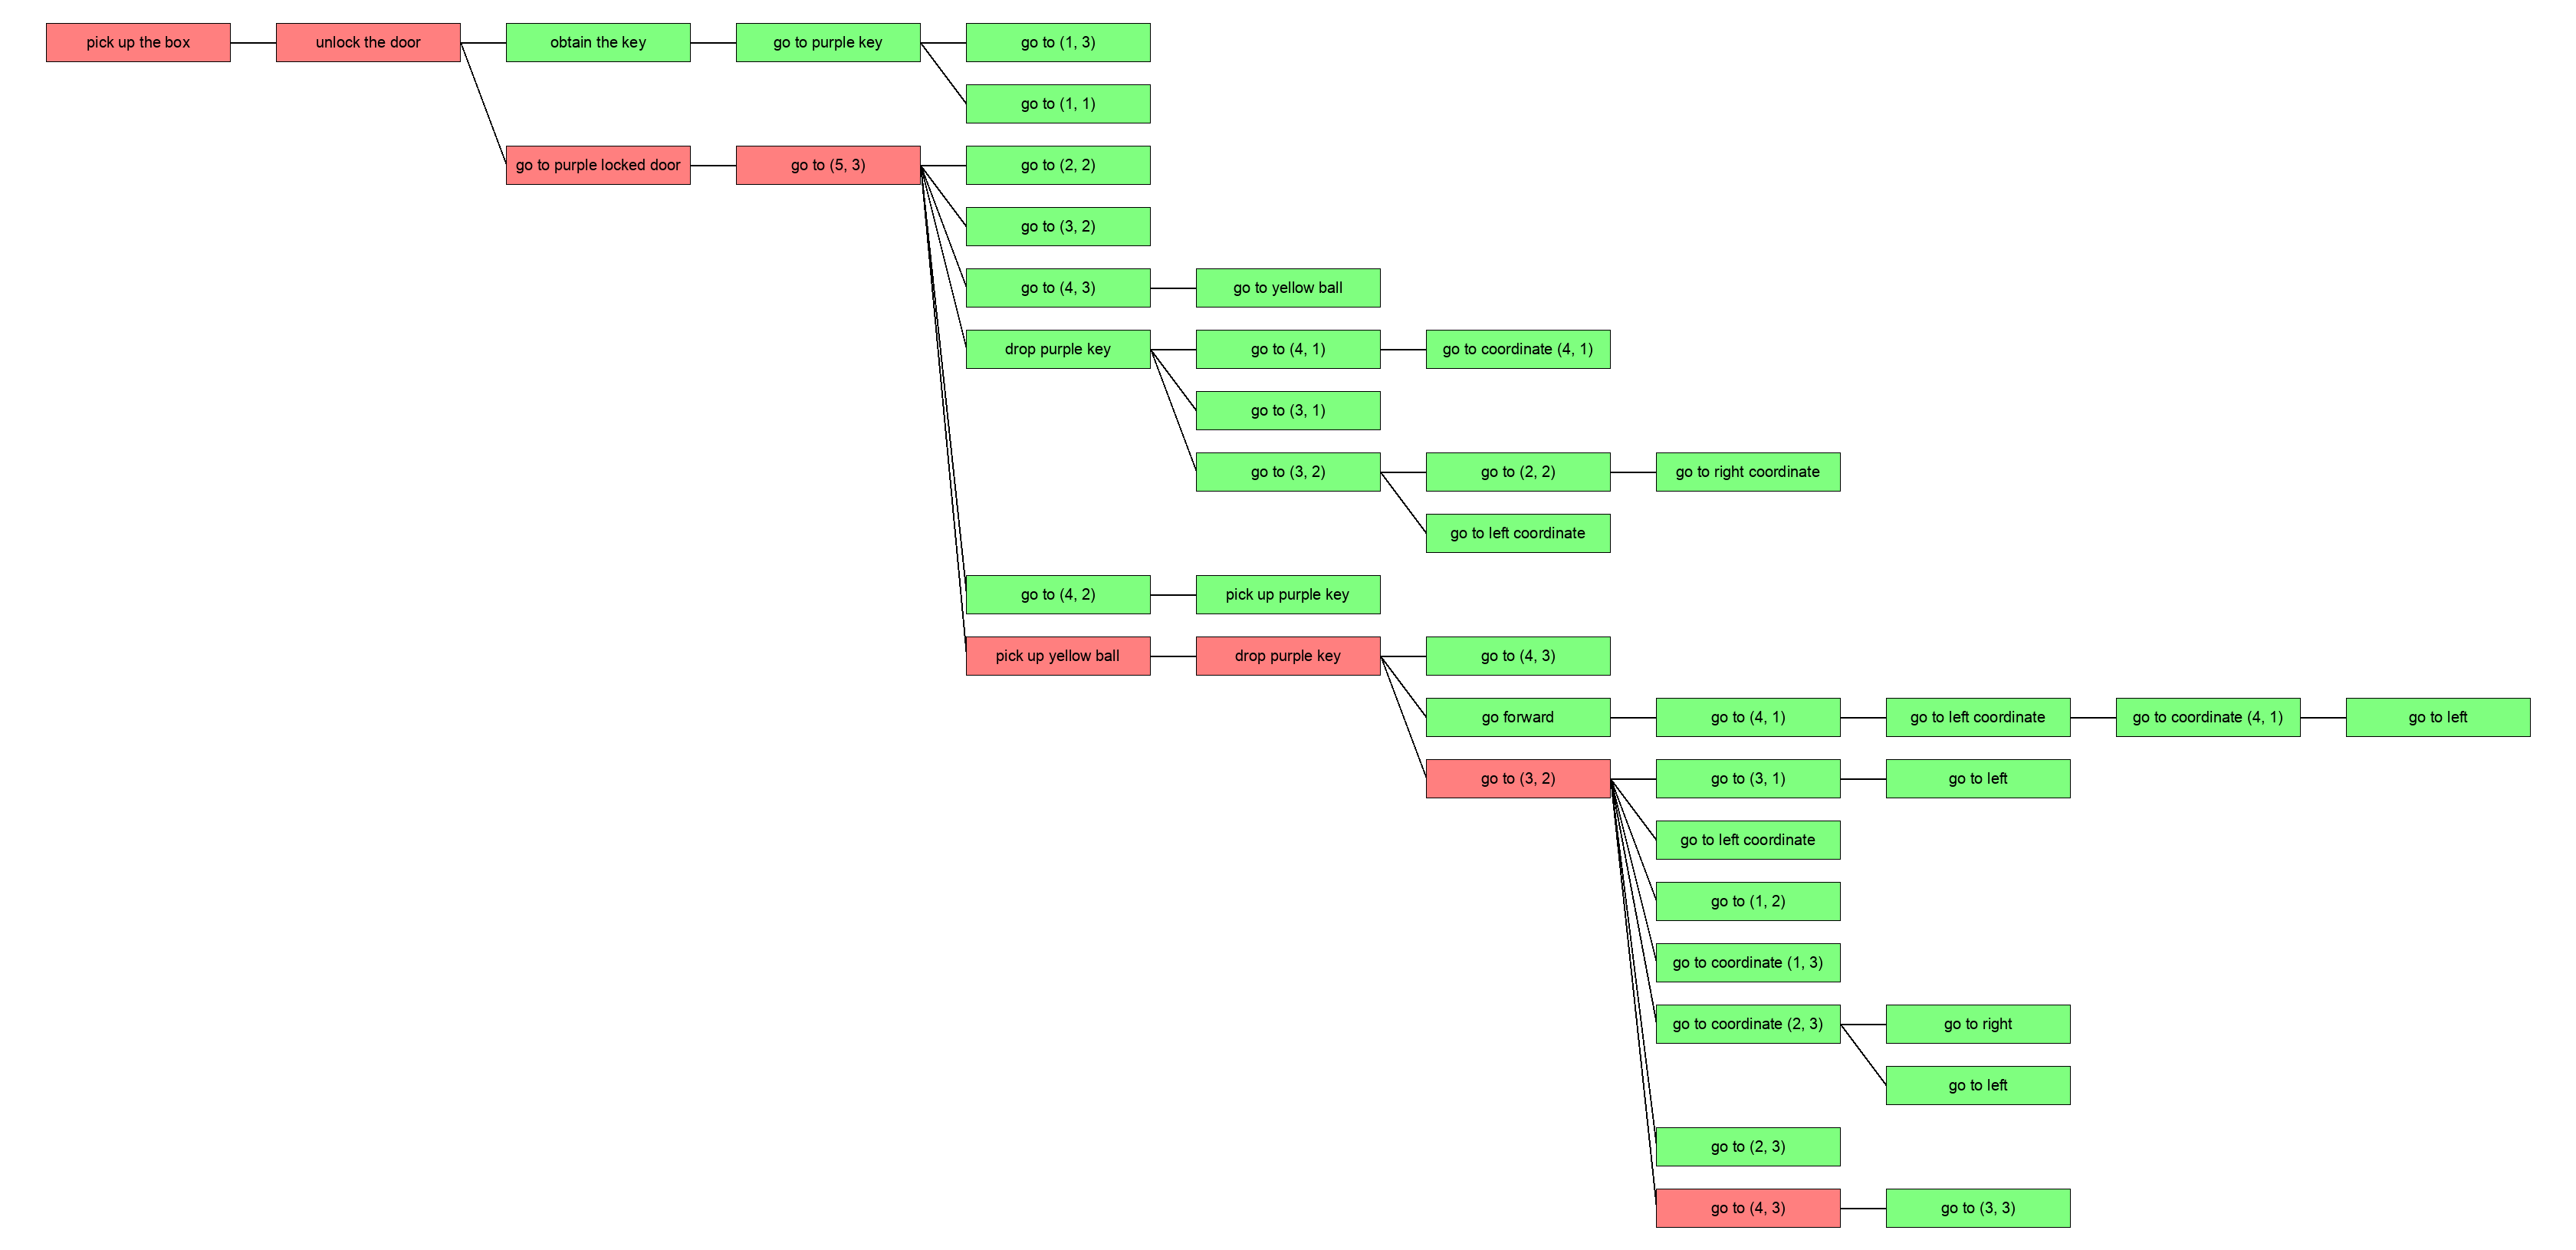 pick up the box
unlock the door
obtain the key
go to purple key
go to (1, 3)
go to (1, 1)
go to purple locked door
go to (5, 3)
go to (2, 2)
go to (3, 2)
go to (4, 3)
go to yellow ball
drop purple key
go to (4, 1)
go to coordinate (4, 1)
go to (3, 1)
go to (3, 2)
go to (2, 2)
go to right coordinate
go to left coordinate
go to (4, 2)
pick up purple key
pick up yellow ball
drop purple key
go to (4, 3)
go forward
go to (4, 1)
go to left coordinate
go to coordinate (4, 1)
go to left
go to (3, 2)
go to (3, 1)
go to left
go to left coordinate
go to (1, 2)
go to coordinate (1, 3)
go to coordinate (2, 3)
go to right
go to left
go to (2, 3)
go to (4, 3)
go to (3, 3)